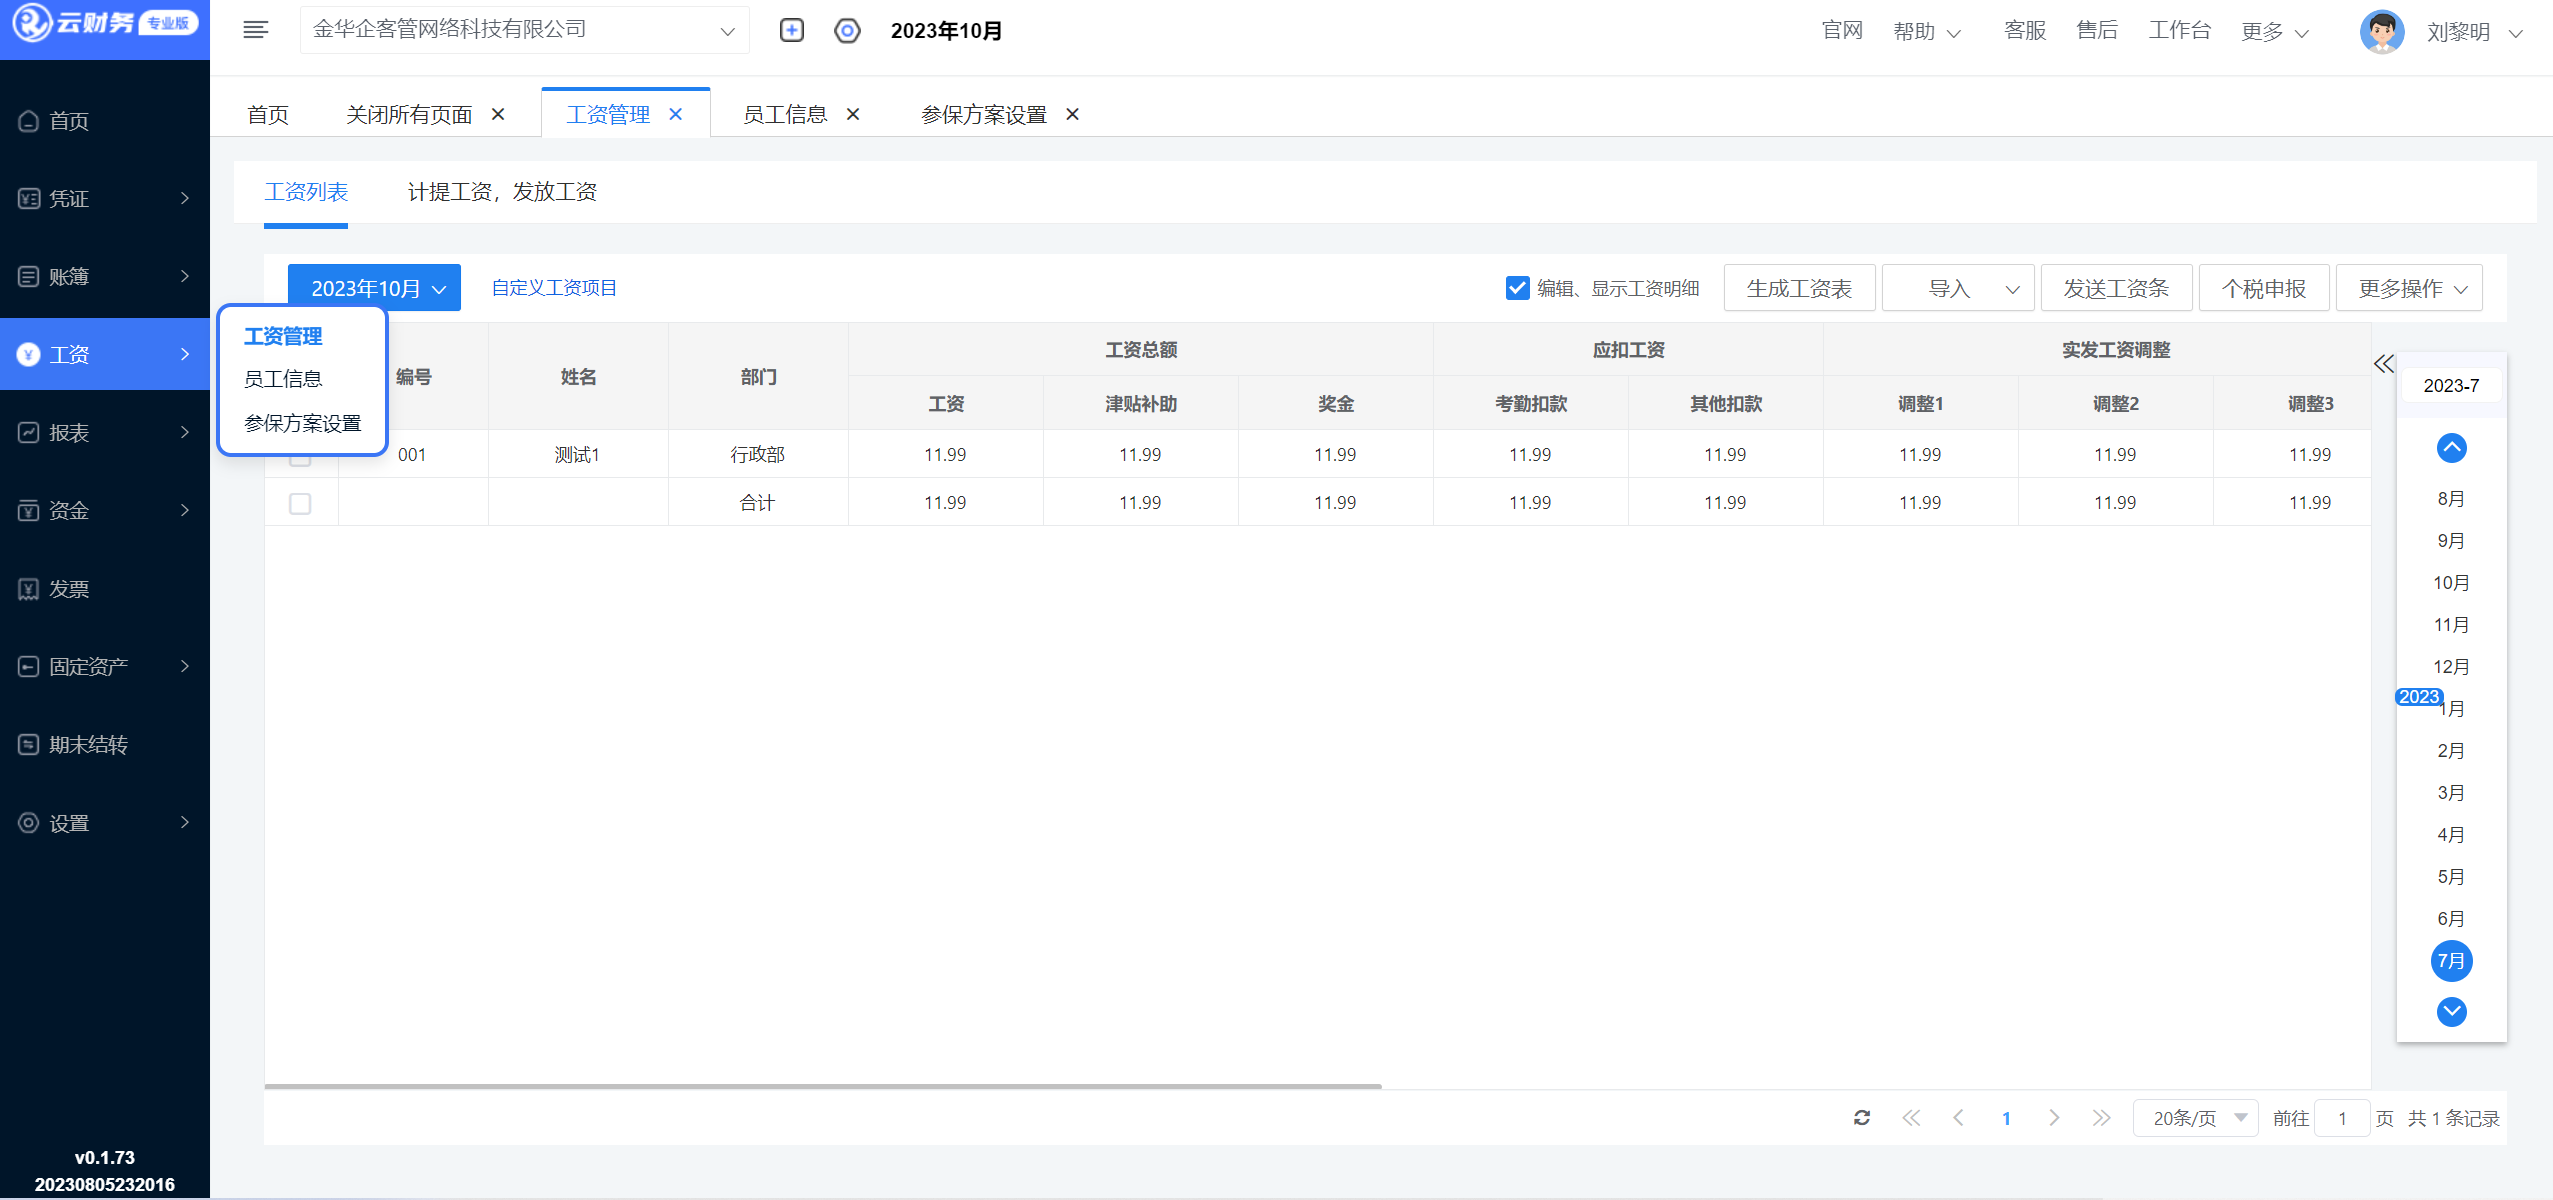 云财务 专业版
金华企客管网络科技有限公司
2023年10月
官网
帮助
客服
售后
工作台
更多
刘黎明
首页
关闭所有页面
工资管理
员工信息
参保方案设置
首页
凭证
账簿
工资
报表
资金
发票
固定资产
期末结转
设置
v0.1.73
20230805232016
工资管理
员工信息
参保方案设置
工资列表
计提工资，发放工资
2023年10月
自定义工资项目
编辑、显示工资明细
生成工资表
导入
发送工资条
个税申报
更多操作
编号 姓名 部门 工资总额 应扣工资 实发工资调整
工资 津贴补助 奖金 考勤扣款 其他扣款 调整1 调整2 调整3
001 测试1 行政部 11.99 11.99 11.99 11.99 11.99 11.99 11.99 11.99
合计 11.99 11.99 11.99 11.99 11.99 11.99 11.99 11.99
2023-7
8月
9月
10月
11月
12月
2023
1月
2月
3月
4月
5月
6月
7月
1
20条/页
前往 1 页 共 1 条记录